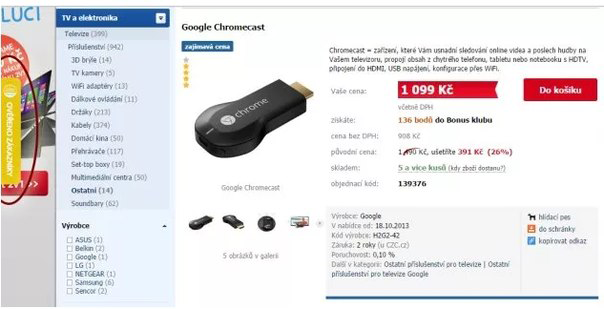 LUCI
OVĚŘENO ZÁKAZNÍKY
TV a elektronika
Televize (399)
Příslušenství (942)
3D brýle (14)
TV kamery (5)
WiFi adaptéry (13)
Dálkové ovládání (11)
Držáky (213)
Kabely (374)
Domácí kina (50)
Přehrávače (117)
Set-top boxy (19)
Multimediální centra (50)
Ostatní (14)
Soundbary (62)
Výrobce
ASUS (1)
Belkin (2)
Google (1)
LG (1)
NETGEAR (1)
Samsung (6)
Sencor (2)
Google Chromecast
zajímavá cena
chrome
Google Chromecast
5 obrázků v galerii
Chromecast = zařízení, které Vám usnadní sledování online videa a poslech hudby na
Vašem televizoru, propojí obsah z chytrého telefonu, tabletu nebo notebooku s HDTV,
připojení do HDMI, USB napájení, konfigurace přes WiFi.
Vaše cena: 1 099 Kč Do košíku
včetně DPH
získáte: 136 bodů do Bonus klubu
cena bez DPH: 908 Kč
původní cena: 1 490 Kč, ušetříte 391 Kč (26%)
skladem: 5 a více kusů (kdy zboží dostanu?)
objednací kód: 139376
Výrobce: Google
V nabídce od: 18.10.2013
Kód výrobce: H2G2-42
Záruka: 2 roky (u CZC.cz)
Poruchovost: 0,10 %
Další v kategorii: Ostatní příslušenství pro televize | Ostatní
příslušenství pro televize Google
hlídací pes
do schránky
kopírovat odkaz